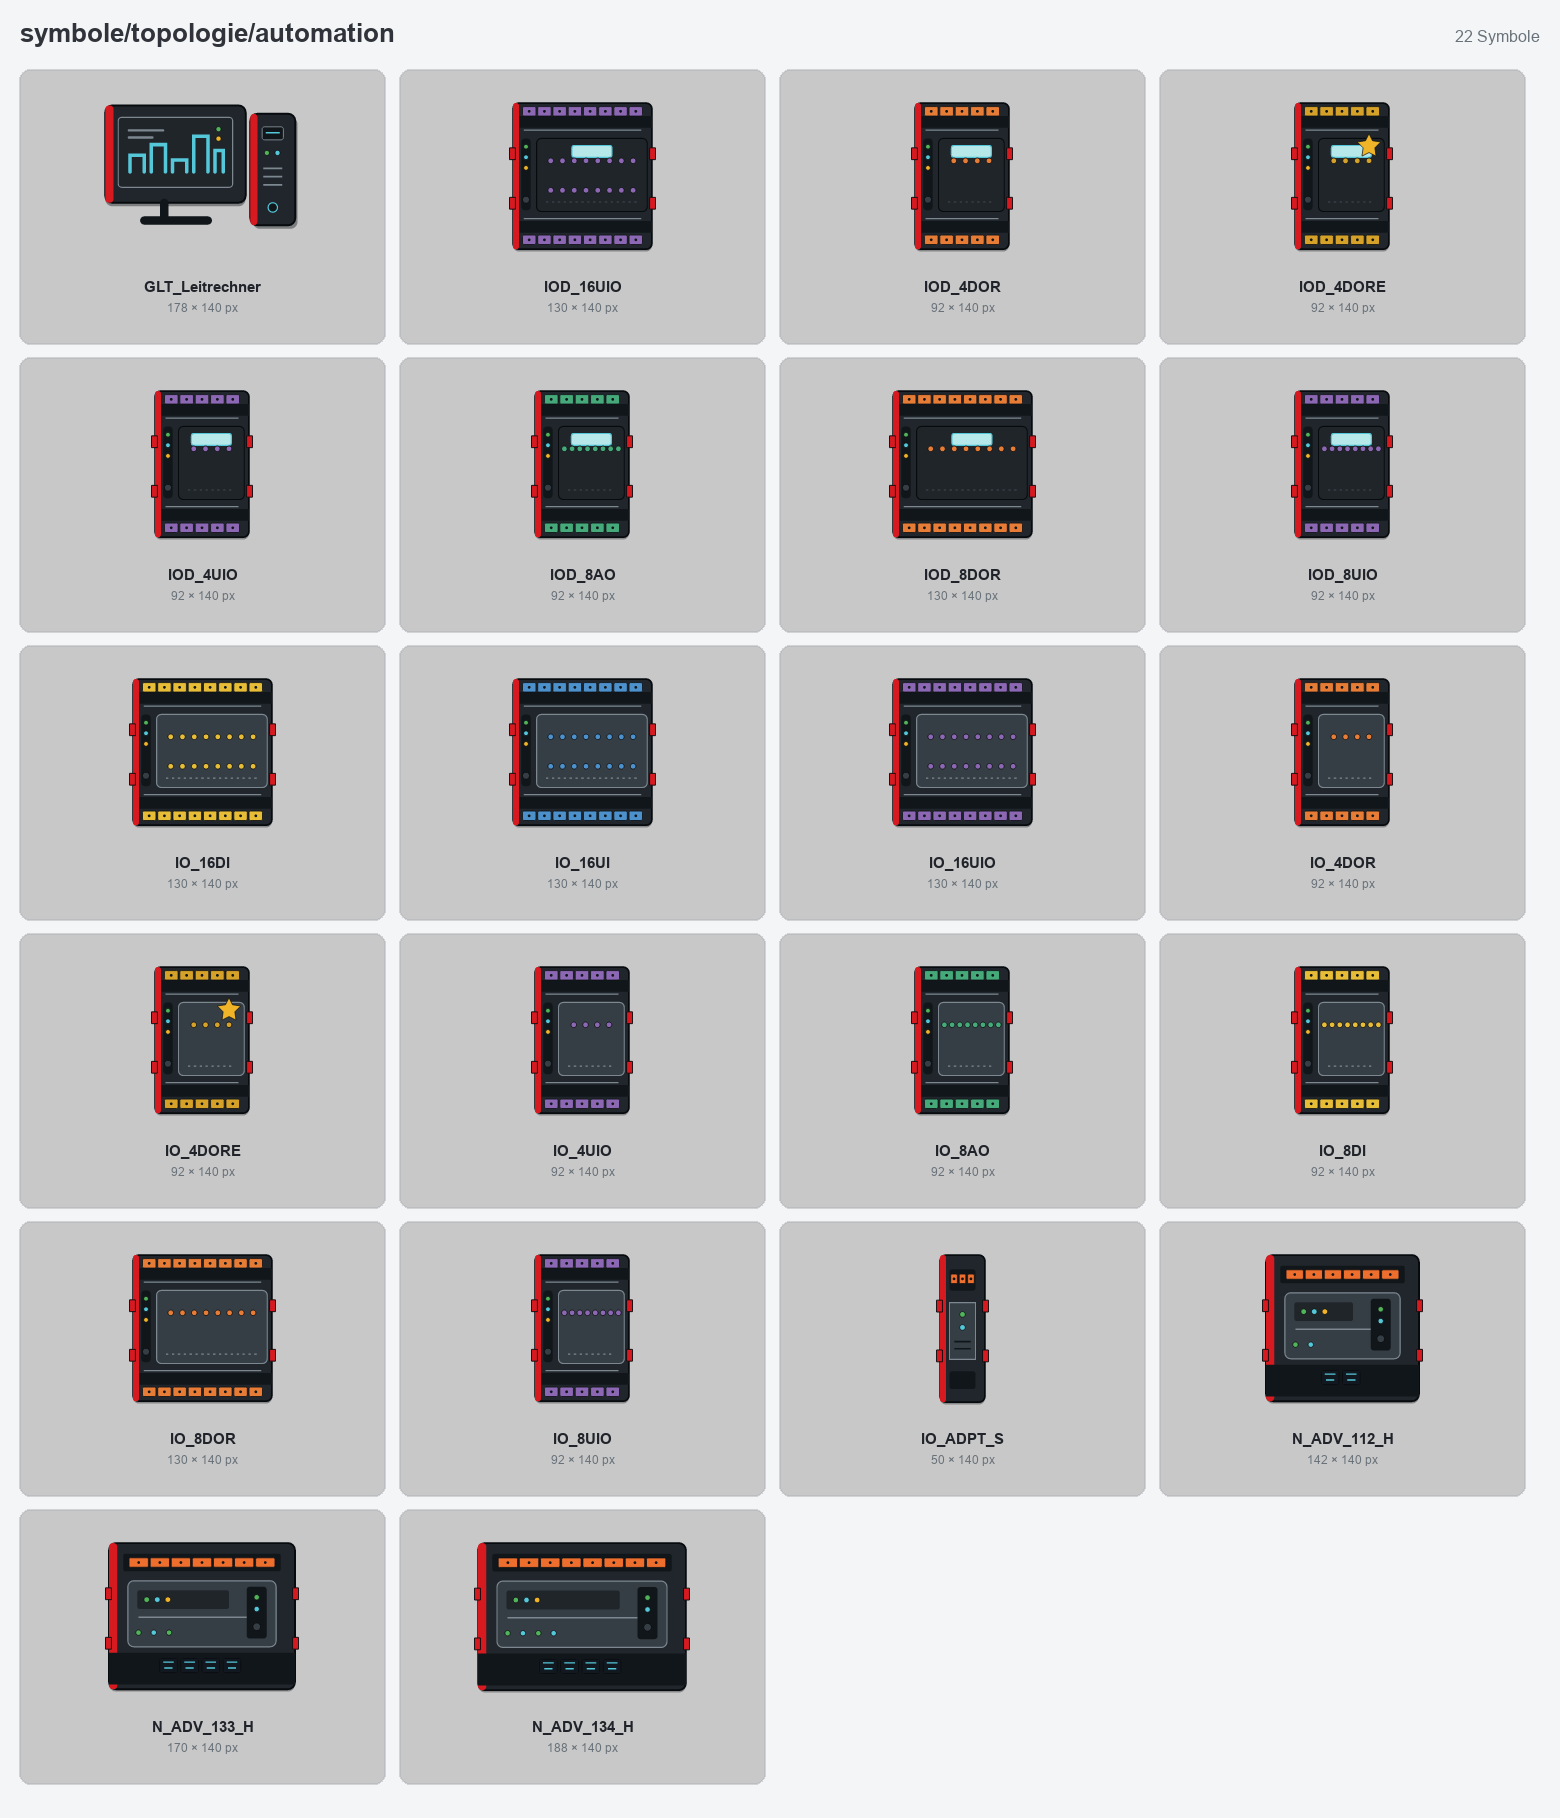 symbole/topologie/automation
22 Symbole
GLT_Leitrechner
178 × 140 px
IOD_16UIO
130 × 140 px
IOD_4DOR
92 × 140 px
IOD_4DORE
92 × 140 px
IOD_4UIO
92 × 140 px
IOD_8AO
92 × 140 px
IOD_8DOR
130 × 140 px
IOD_8UIO
92 × 140 px
IO_16DI
130 × 140 px
IO_16UI
130 × 140 px
IO_16UIO
130 × 140 px
IO_4DOR
92 × 140 px
IO_4DORE
92 × 140 px
IO_4UIO
92 × 140 px
IO_8AO
92 × 140 px
IO_8DI
92 × 140 px
IO_8DOR
130 × 140 px
IO_8UIO
92 × 140 px
IO_ADPT_S
50 × 140 px
N_ADV_112_H
142 × 140 px
N_ADV_133_H
170 × 140 px
N_ADV_134_H
188 × 140 px